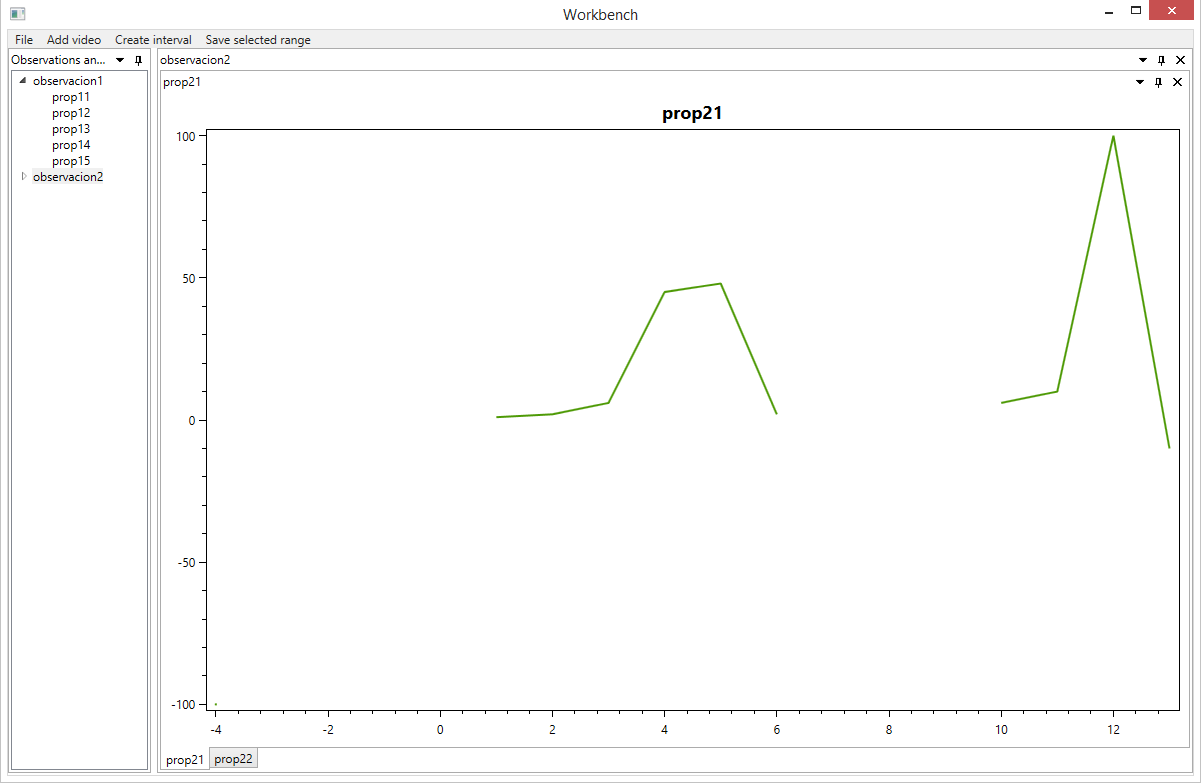 Workbench
File Add video Create interval Save selected range
Observations an...
observacion1
prop11
prop12
prop13
prop14
prop15
observacion2
observacion2
prop21
prop21
100
50
0
-50
-100
-4 -2 0 2 4 6 8 10 12
prop21 prop22